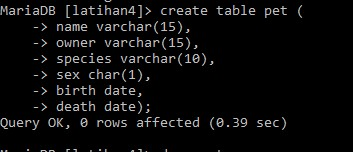 MariaDB [latihan4]> create table pet (
-> name varchar(15),
-> owner varchar(15),
-> species varchar(10),
-> sex char(1),
-> birth date,
-> death date);
Query OK, 0 rows affected (0.39 sec)